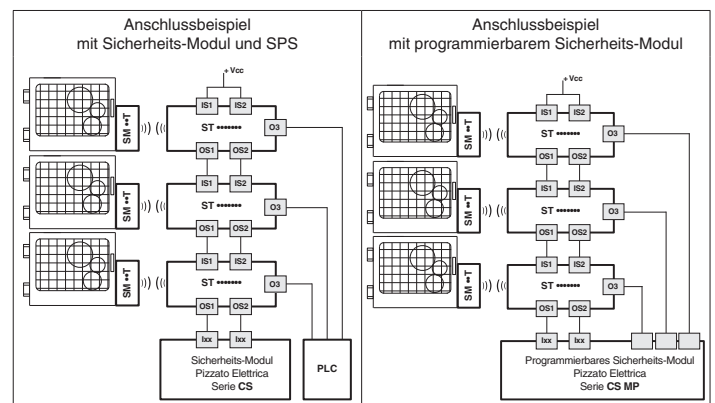 Anschlussbeispiel
mit Sicherheits-Modul und SPS
+ Vcc
IS1 IS2
SM ••T
ST •••••••
O3
OS1 OS2
IS1 IS2
SM ••T
ST •••••••
O3
OS1 OS2
IS1 IS2
SM ••T
ST •••••••
O3
OS1 OS2
Ixx Ixx
Sicherheits-Modul
Pizzato Elettrica
Serie CS
PLC
Anschlussbeispiel
mit programmierbarem Sicherheits-Modul
+Vcc
IS1 IS2
SM ••T
ST •••••••
O3
OS1 OS2
IS1 IS2
SM ••T
ST •••••••
O3
OS1 OS2
IS1 IS2
SM ••T
ST •••••••
O3
OS1 OS2
Ixx Ixx
Programmierbares Sicherheits-Modul
Pizzato Elettrica
Serie CS MP